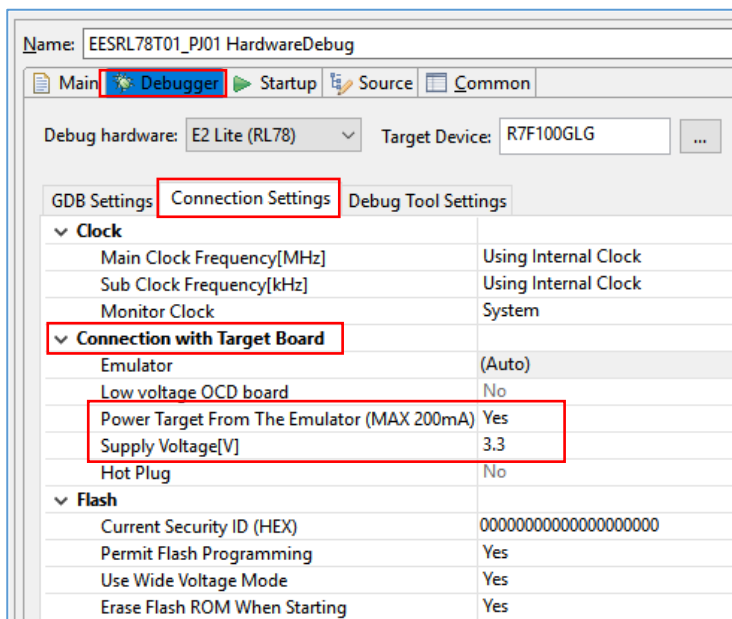 Name: EESRL78T01_PJ01 HardwareDebug
Main Debugger Startup Source Common
Debug hardware: E2 Lite (RL78) Target Device: R7F100GLG ...
GDB Settings Connection Settings Debug Tool Settings
Clock
Main Clock Frequency[MHz] Using Internal Clock
Sub Clock Frequency[kHz] Using Internal Clock
Monitor Clock System
Connection with Target Board
Emulator (Auto)
Low voltage OCD board No
Power Target From The Emulator (MAX 200mA) Yes
Supply Voltage[V] 3.3
Hot Plug No
Flash
Current Security ID (HEX) 00000000000000000000
Permit Flash Programming Yes
Use Wide Voltage Mode Yes
Erase Flash ROM When Starting Yes